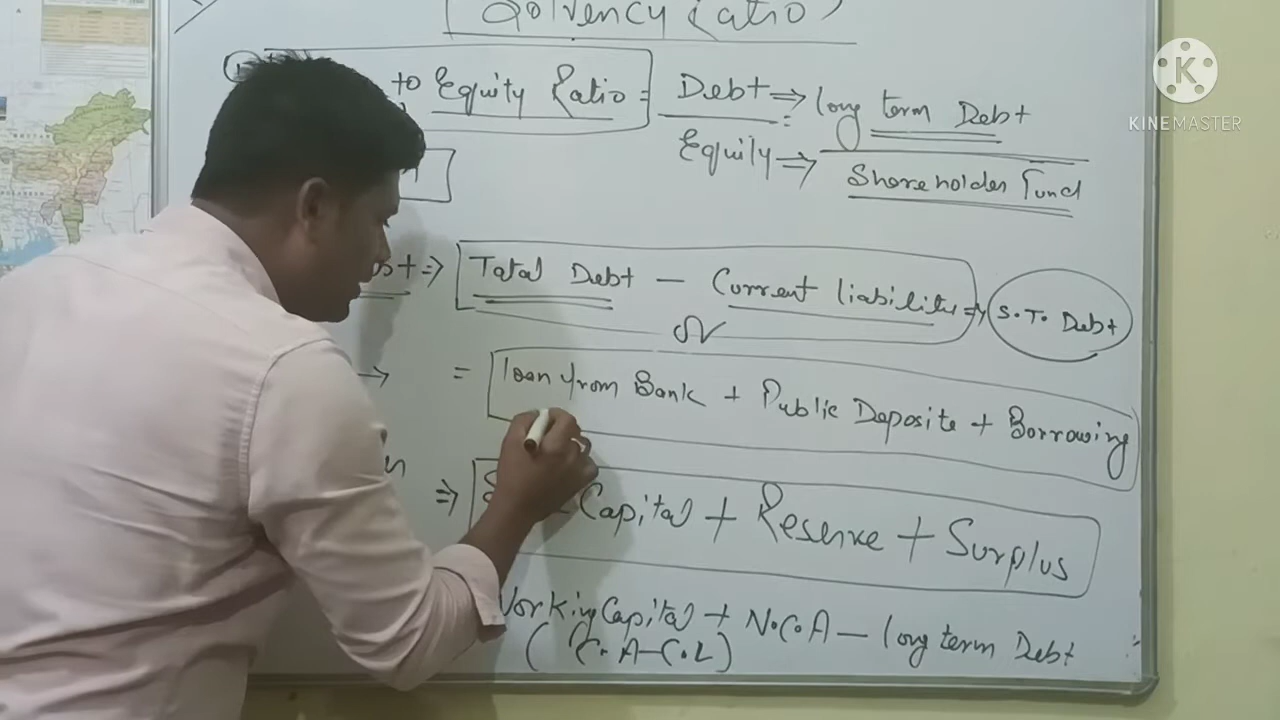 Solvency Ratio
to Equity Ratio = Debt ⇒ long term Debt
Equity ⇒ Shareholder Fund
⇒ Total Debt – Current liability ⇒ S.T. Debt
or
→ = loan from Bank + Public Deposite + Borrowing
⇒ Capital + Reserve + Surplus
Working Capital + N.C.A – long term Debt
( C.A – C.L )
KINEMASTER